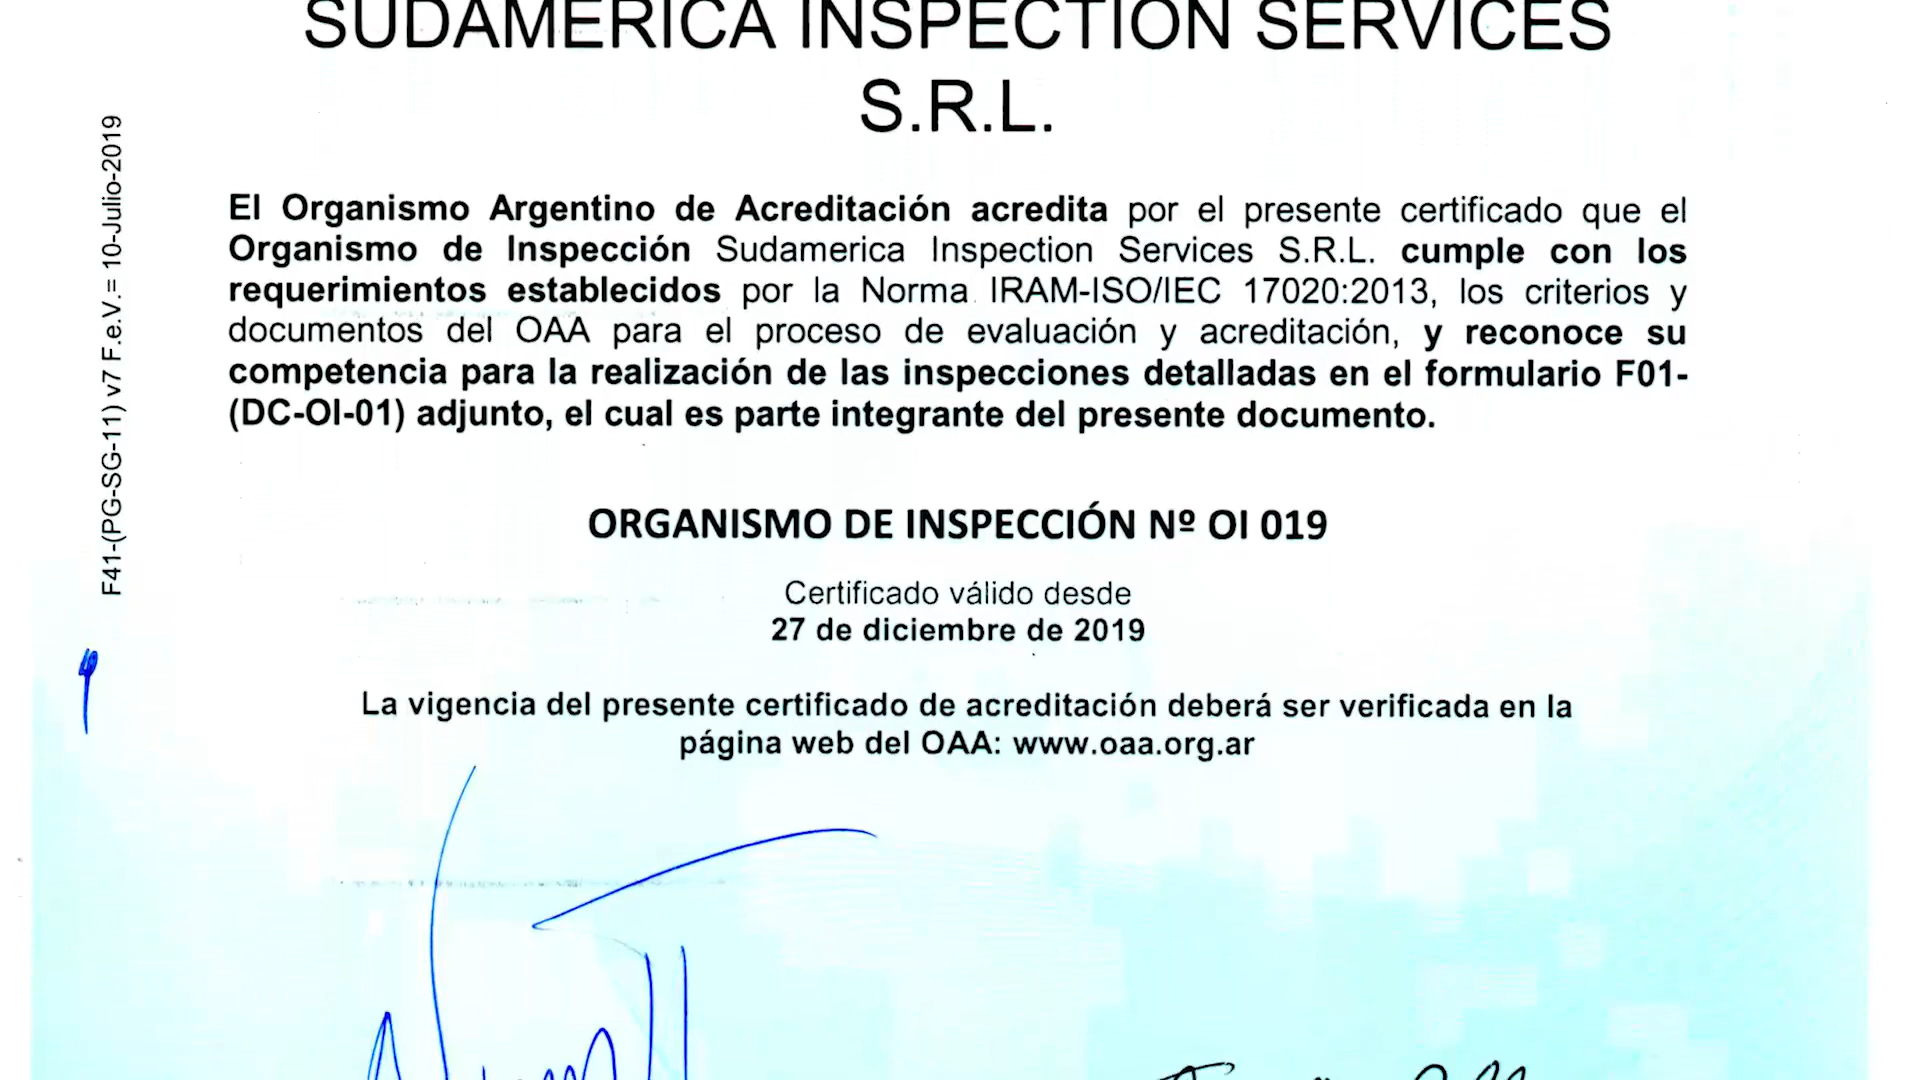 SUDAMERICA INSPECTION SERVICES
S.R.L.
El Organismo Argentino de Acreditación acredita por el presente certificado que el
Organismo de Inspección Sudamerica Inspection Services S.R.L. cumple con los
requerimientos establecidos por la Norma IRAM-ISO/IEC 17020:2013, los criterios y
documentos del OAA para el proceso de evaluación y acreditación, y reconoce su
competencia para la realización de las inspecciones detalladas en el formulario F01-
(DC-OI-01) adjunto, el cual es parte integrante del presente documento.
ORGANISMO DE INSPECCIÓN Nº OI 019
Certificado válido desde
27 de diciembre de 2019
La vigencia del presente certificado de acreditación deberá ser verificada en la
página web del OAA: www.oaa.org.ar
F41-(PG-SG-11) v7 F.e.V.= 10-Julio-2019